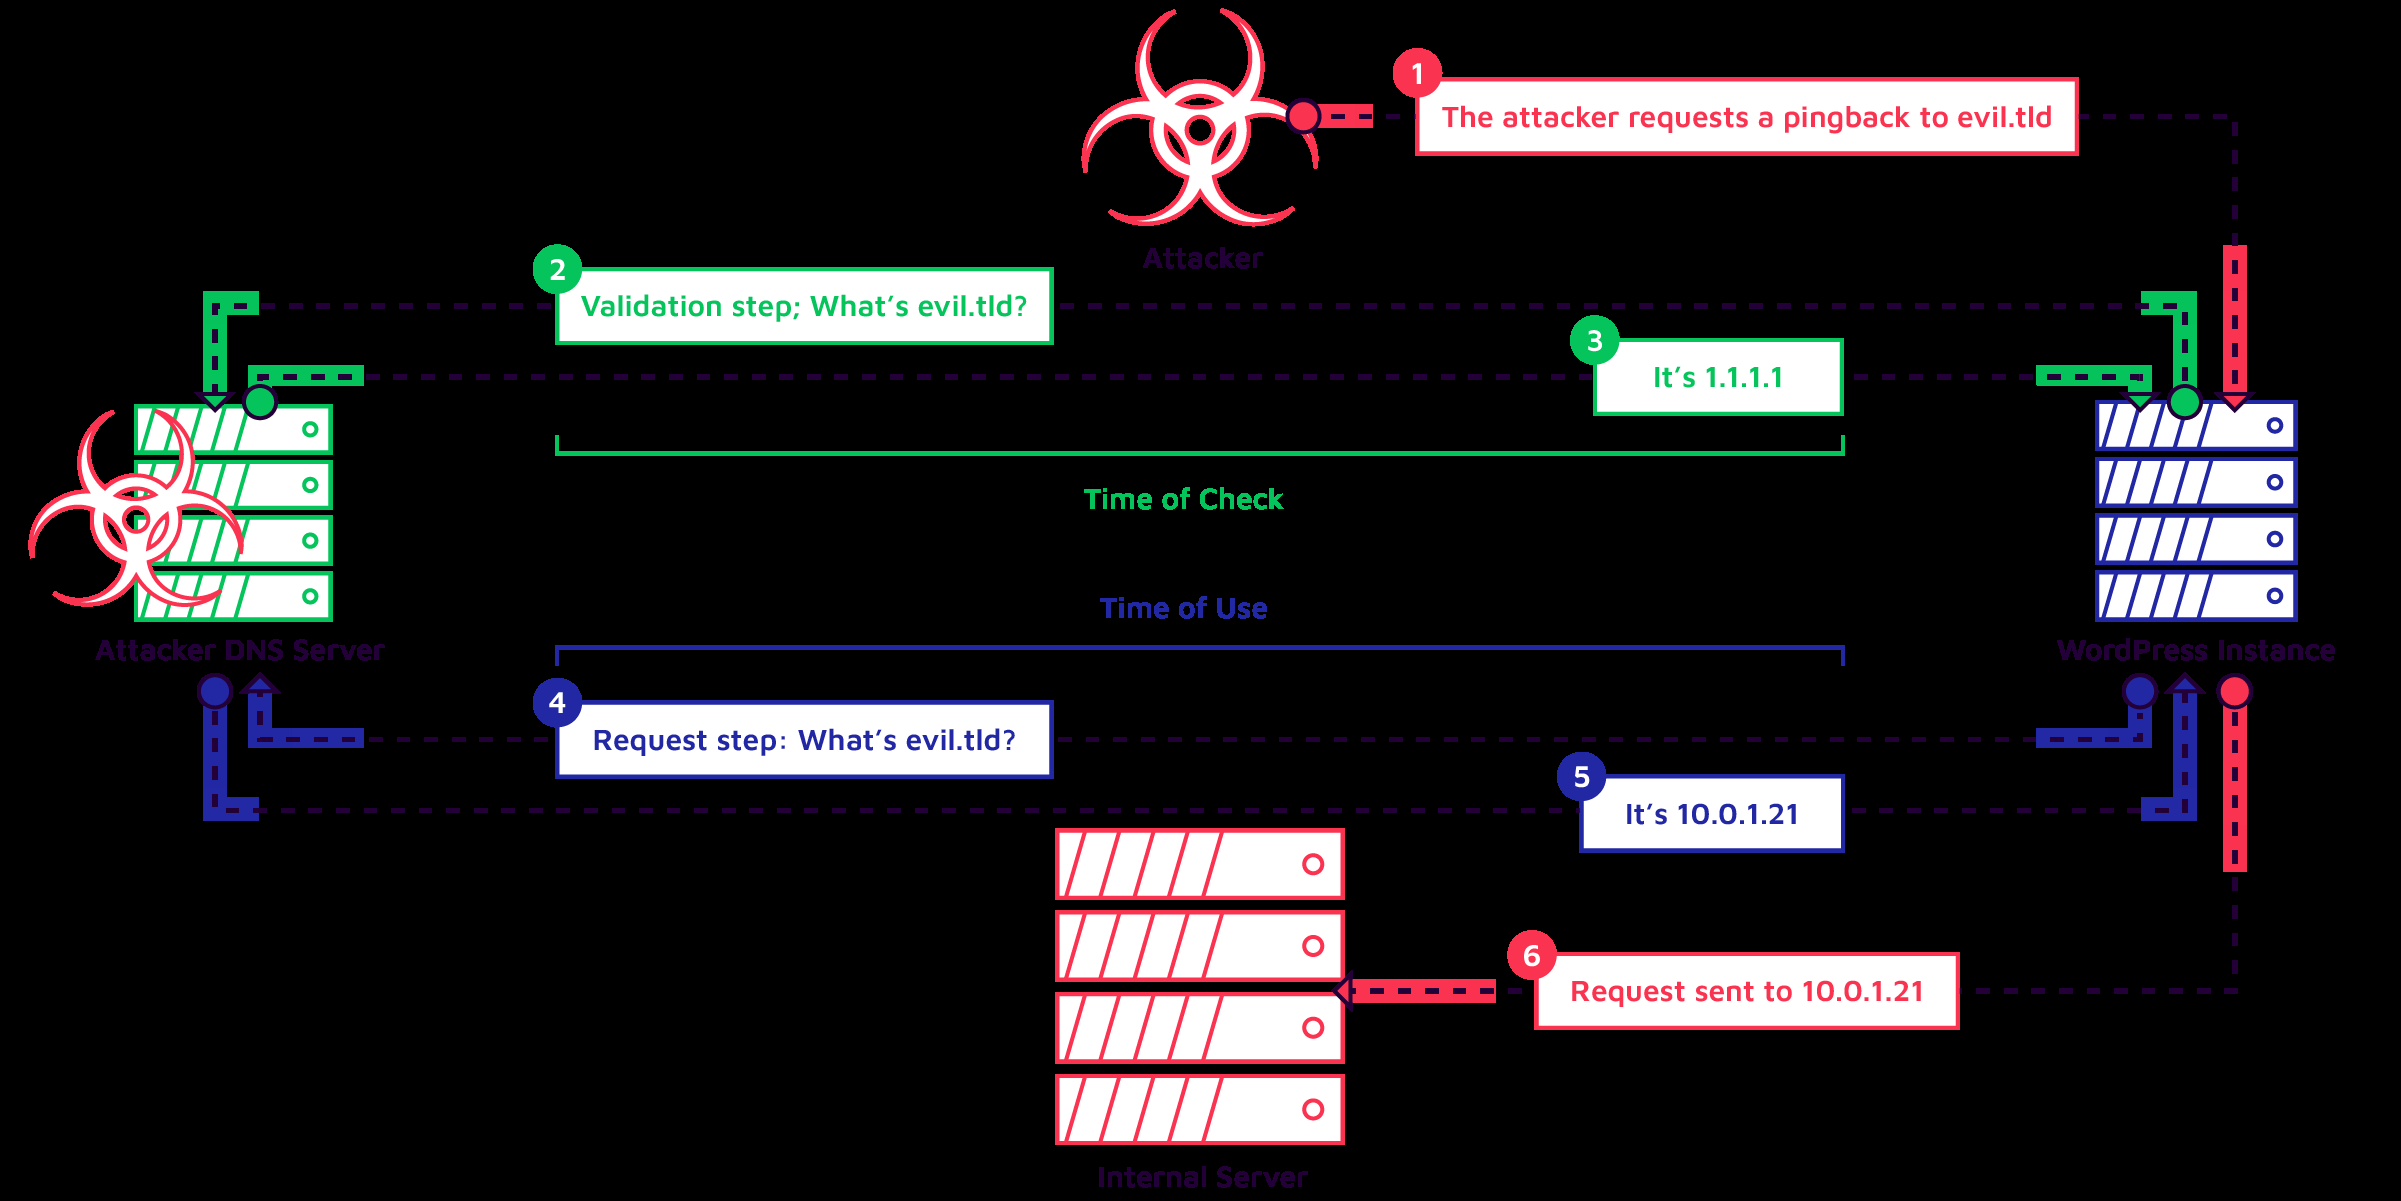 1
The attacker requests a pingback to evil.tld
Attacker
2
Validation step; What’s evil.tld?
3
It’s 1.1.1.1
Time of Check
Time of Use
Attacker DNS Server
WordPress Instance
4
Request step: What’s evil.tld?
5
It’s 10.0.1.21
6
Request sent to 10.0.1.21
Internal Server